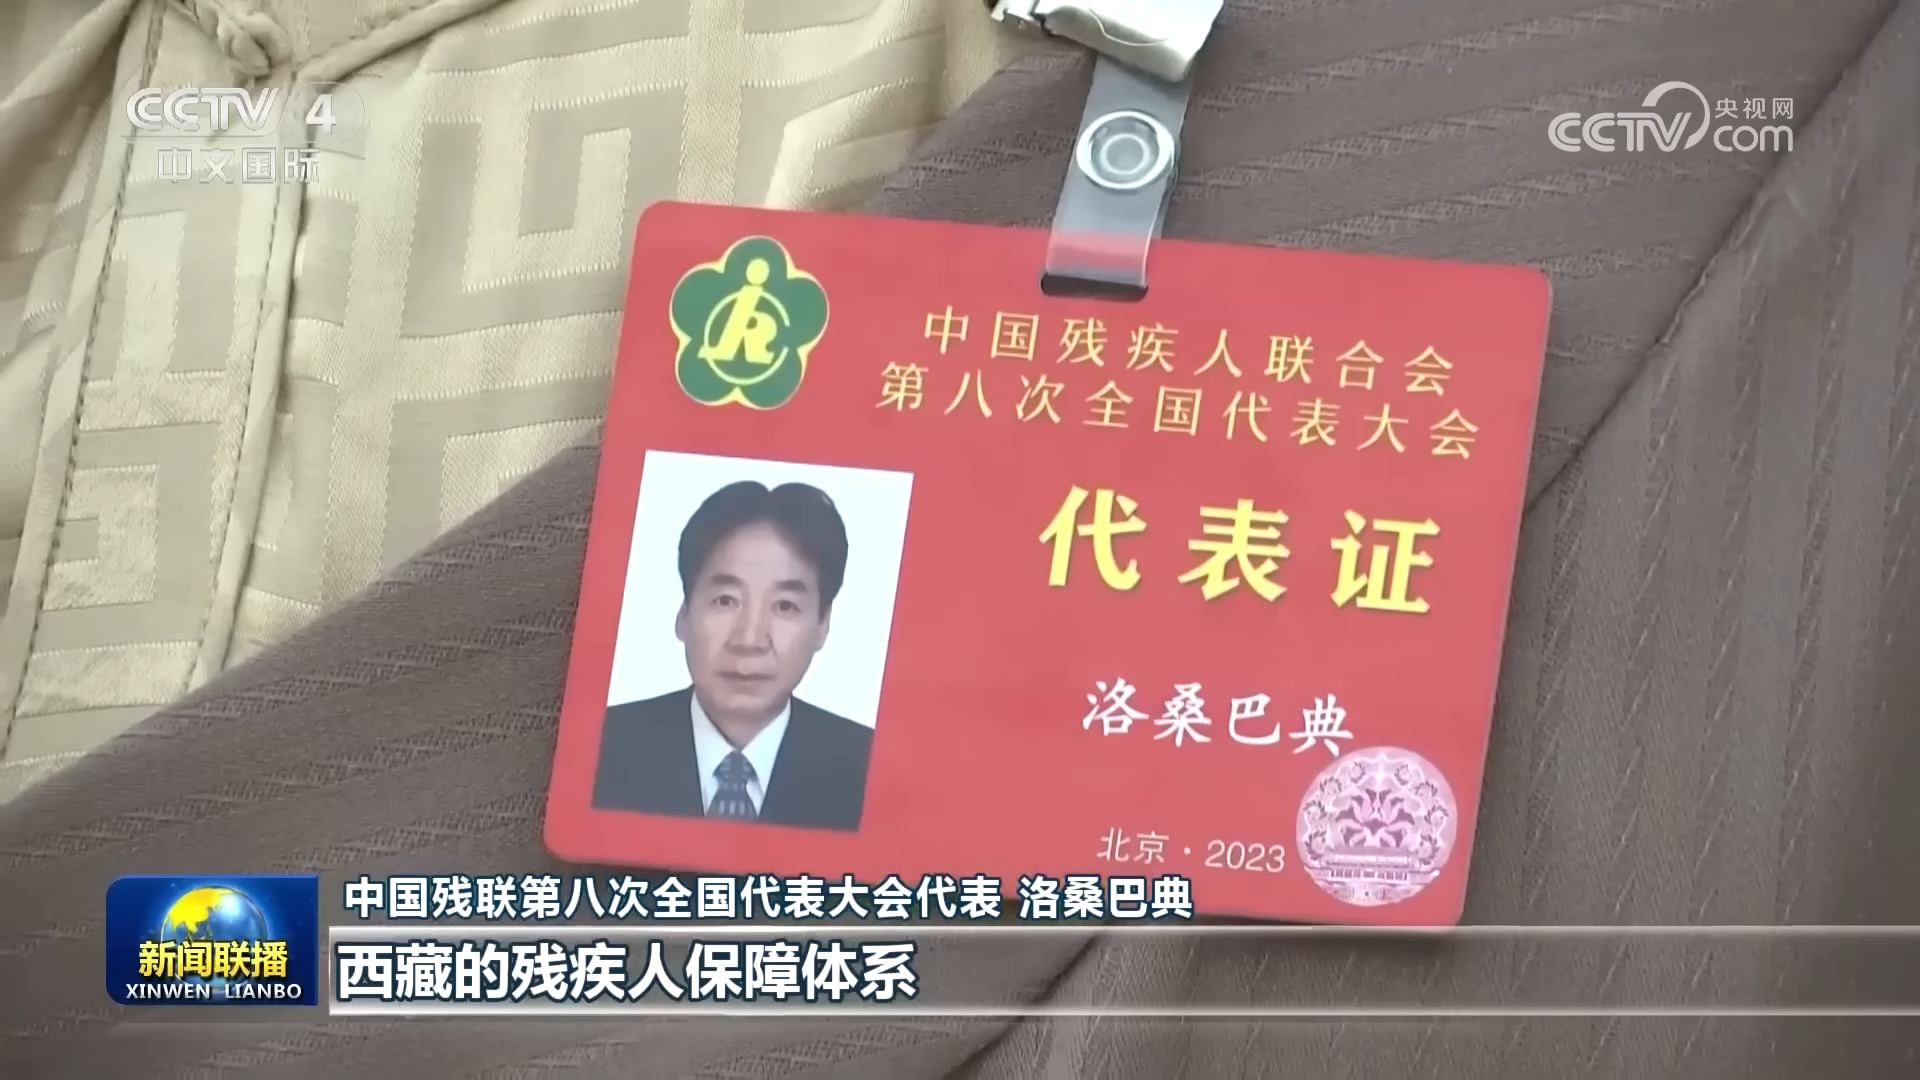 CCTV 4
中文国际
央视网
CCTV.com
中国残疾人联合会
第八次全国代表大会
代表证
洛桑巴典
北京·2023
中国残联第八次全国代表大会代表 洛桑巴典
新闻联播
XINWEN LIANBO
西藏的残疾人保障体系